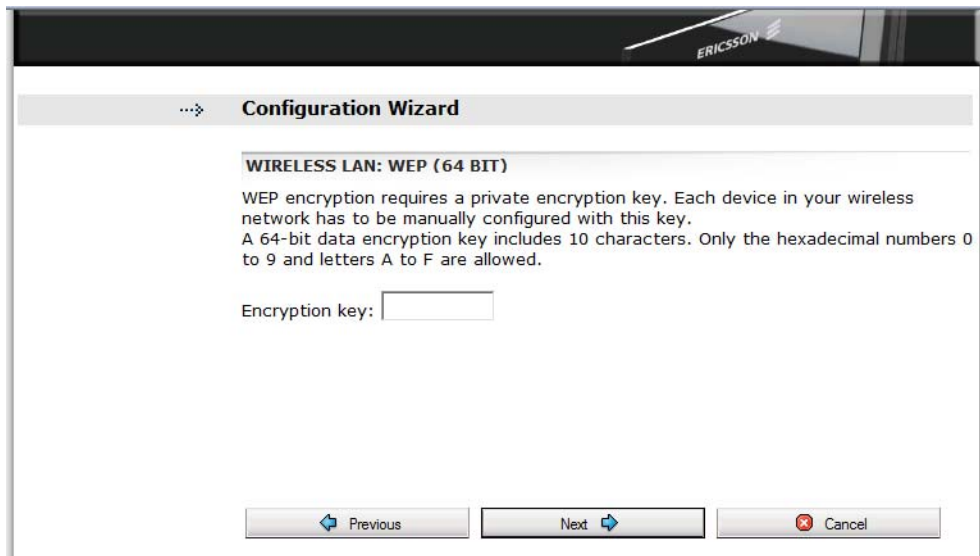 ERICSSON
Configuration Wizard
WIRELESS LAN: WEP (64 BIT)
WEP encryption requires a private encryption key. Each device in your wireless
network has to be manually configured with this key.
A 64-bit data encryption key includes 10 characters. Only the hexadecimal numbers 0
to 9 and letters A to F are allowed.
Encryption key:
Previous
Next
Cancel